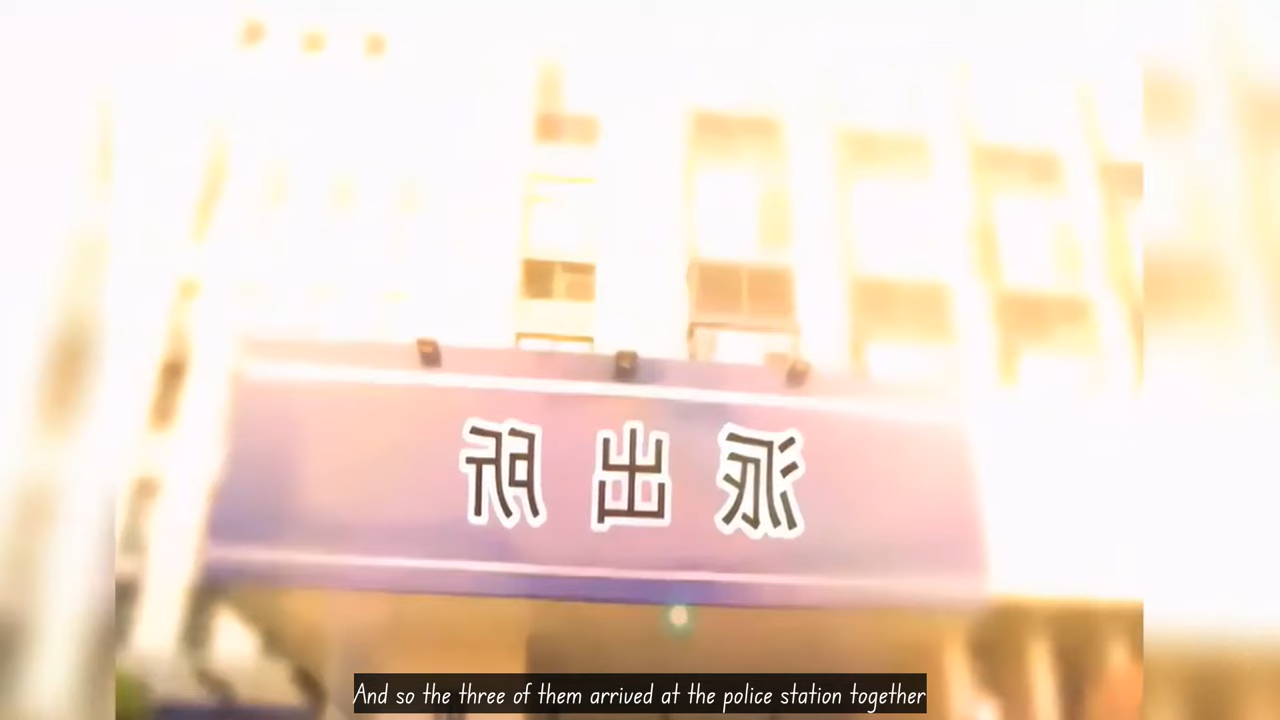 派出所
And so the three of them arrived at the police station together